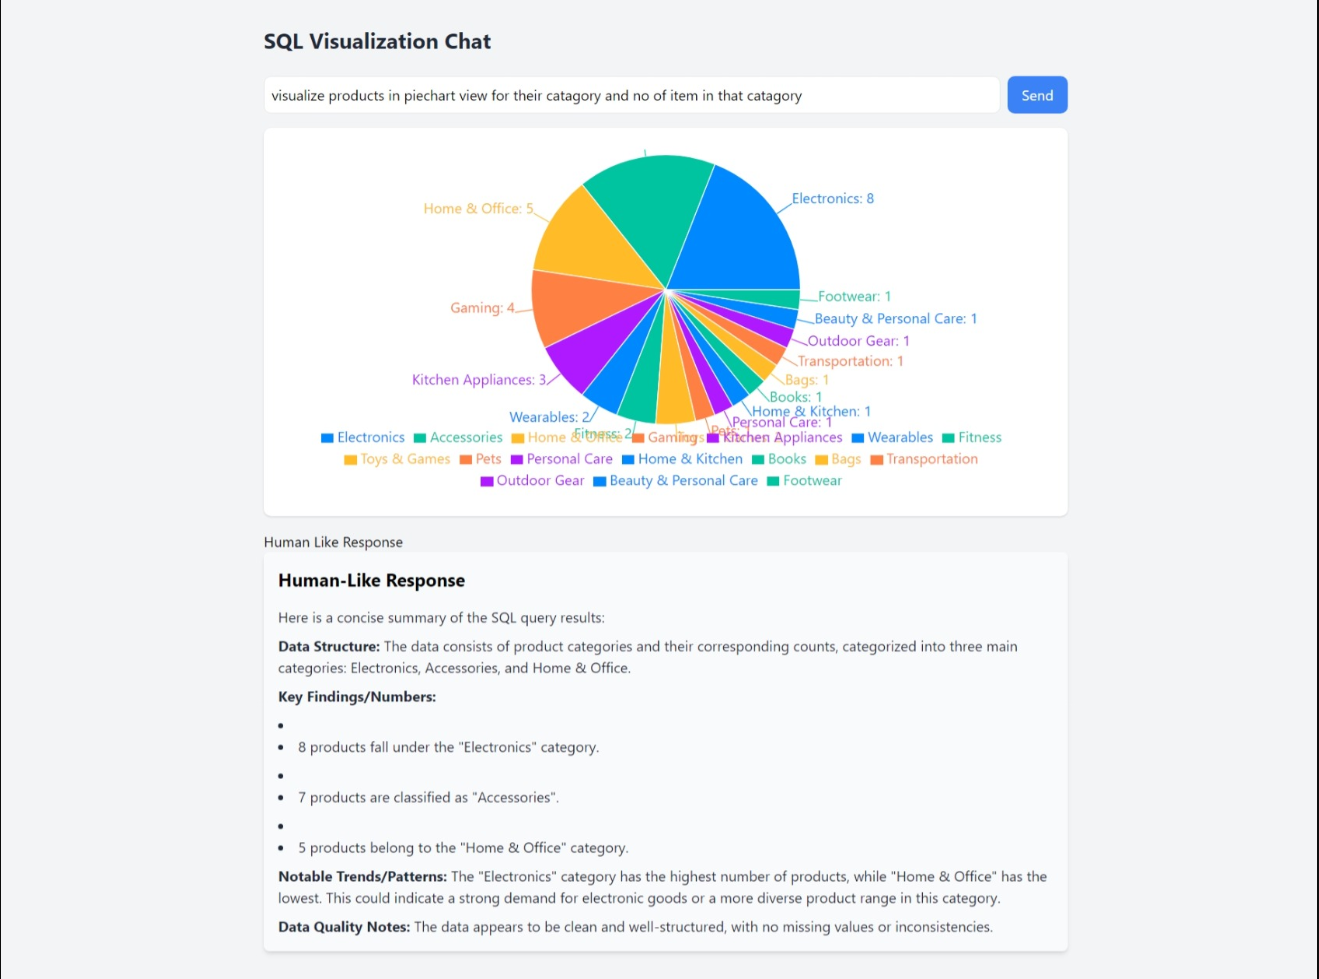 SQL Visualization Chat
visualize products in piechart view for their catagory and no of item in that catagory
Send
Electronics: 8
Home & Office: 5
Footwear: 1
Gaming: 4
Beauty & Personal Care: 1
Outdoor Gear: 1
Transportation: 1
Kitchen Appliances: 3
Bags: 1
Books: 1
Home & Kitchen: 1
Wearables: 2
Personal Care: 1
Fitness: 2
Electronics Accessories Home & Office Gaming Kitchen Appliances Wearables Fitness
Toys & Games Pets Personal Care Home & Kitchen Books Bags Transportation
Outdoor Gear Beauty & Personal Care Footwear
Human Like Response
Human-Like Response
Here is a concise summary of the SQL query results:
Data Structure: The data consists of product categories and their corresponding counts, categorized into three main
categories: Electronics, Accessories, and Home & Office.
Key Findings/Numbers:
8 products fall under the "Electronics" category.
7 products are classified as "Accessories".
5 products belong to the "Home & Office" category.
Notable Trends/Patterns: The "Electronics" category has the highest number of products, while "Home & Office" has the
lowest. This could indicate a strong demand for electronic goods or a more diverse product range in this category.
Data Quality Notes: The data appears to be clean and well-structured, with no missing values or inconsistencies.